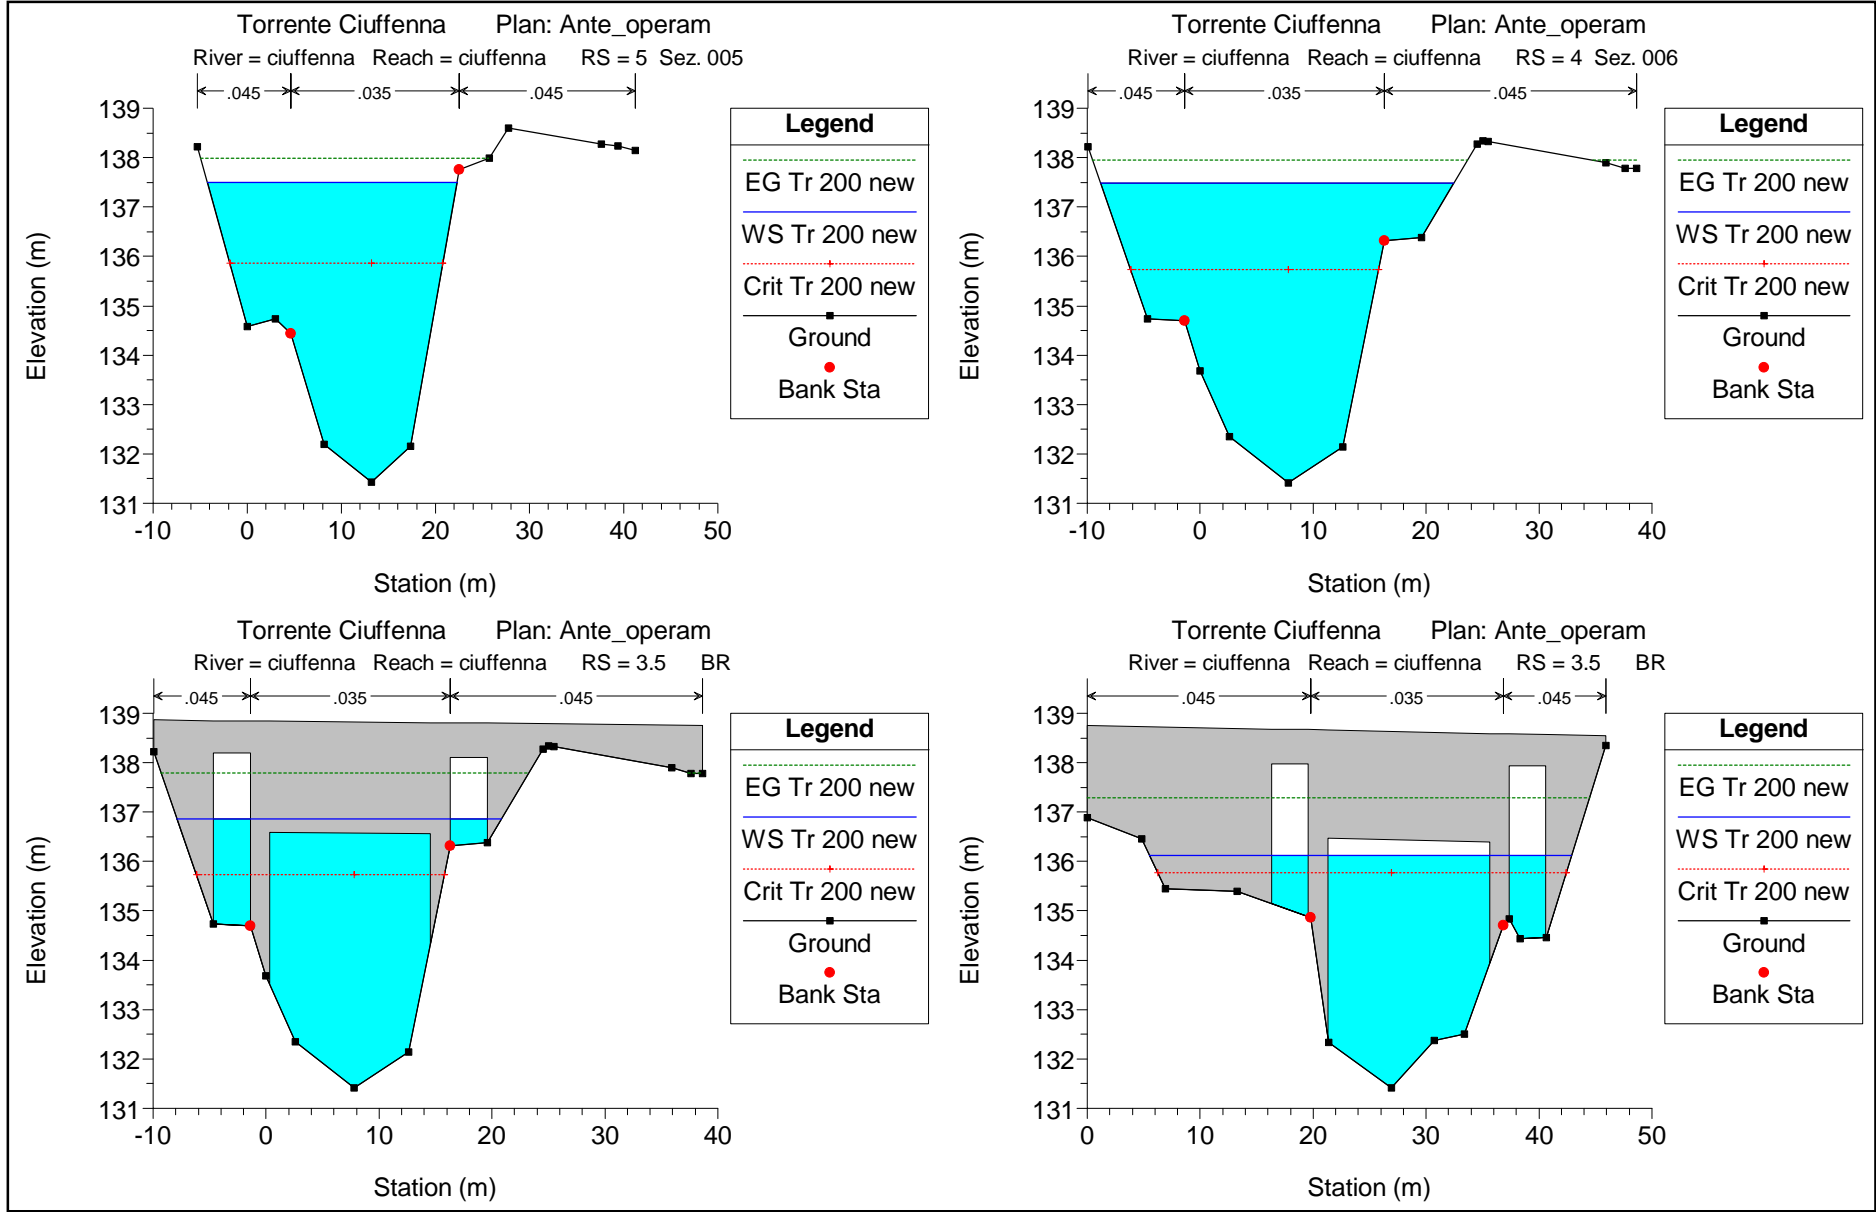 Torrente Ciuffenna Plan: Ante_operam
River = ciuffenna Reach = ciuffenna RS = 5 Sez. 005
.045 .035 .045
139
138
137
136
135
134
133
132
131
Elevation (m)
-10 0 10 20 30 40 50
Station (m)
Legend
EG Tr 200 new
WS Tr 200 new
Crit Tr 200 new
Ground
Bank Sta
Torrente Ciuffenna Plan: Ante_operam
River = ciuffenna Reach = ciuffenna RS = 4 Sez. 006
.045 .035 .045
139
138
137
136
135
134
133
132
131
Elevation (m)
-10 0 10 20 30 40
Station (m)
Legend
EG Tr 200 new
WS Tr 200 new
Crit Tr 200 new
Ground
Bank Sta
Torrente Ciuffenna Plan: Ante_operam
River = ciuffenna Reach = ciuffenna RS = 3.5 BR
.045 .035 .045
139
138
137
136
135
134
133
132
131
Elevation (m)
-10 0 10 20 30 40
Station (m)
Legend
EG Tr 200 new
WS Tr 200 new
Crit Tr 200 new
Ground
Bank Sta
Torrente Ciuffenna Plan: Ante_operam
River = ciuffenna Reach = ciuffenna RS = 3.5 BR
.045 .035 .045
139
138
137
136
135
134
133
132
131
Elevation (m)
0 10 20 30 40 50
Station (m)
Legend
EG Tr 200 new
WS Tr 200 new
Crit Tr 200 new
Ground
Bank Sta